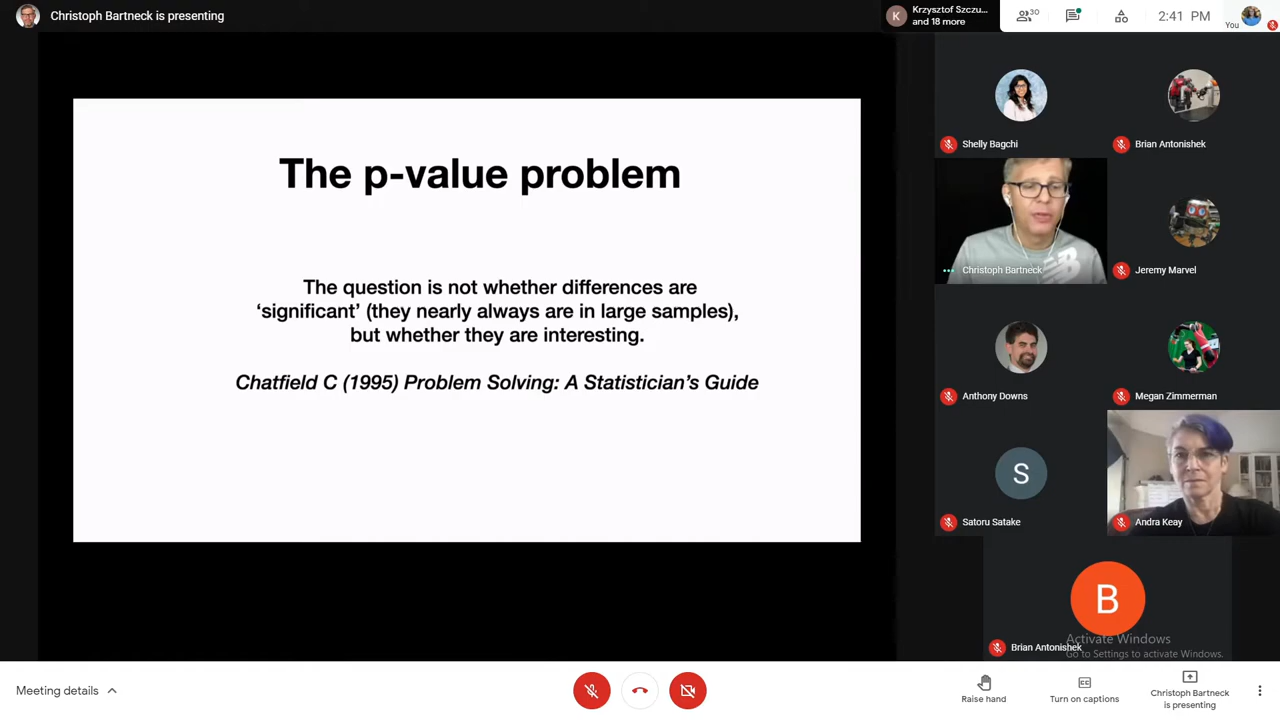 Christoph Bartneck is presenting
Krzysztof Szczu...
and 18 more
30
2:41 PM
You
The p-value problem
The question is not whether differences are
‘significant’ (they nearly always are in large samples),
but whether they are interesting.
Chatfield C (1995) Problem Solving: A Statistician’s Guide
Shelly Bagchi
Brian Antonishek
Christoph Bartneck
Jeremy Marvel
Anthony Downs
Megan Zimmerman
S
Satoru Satake
Andra Keay
B
Brian Antonishek
Activate Windows
Go to Settings to activate Windows.
Meeting details
Raise hand
Turn on captions
Christoph Bartneck
is presenting
K